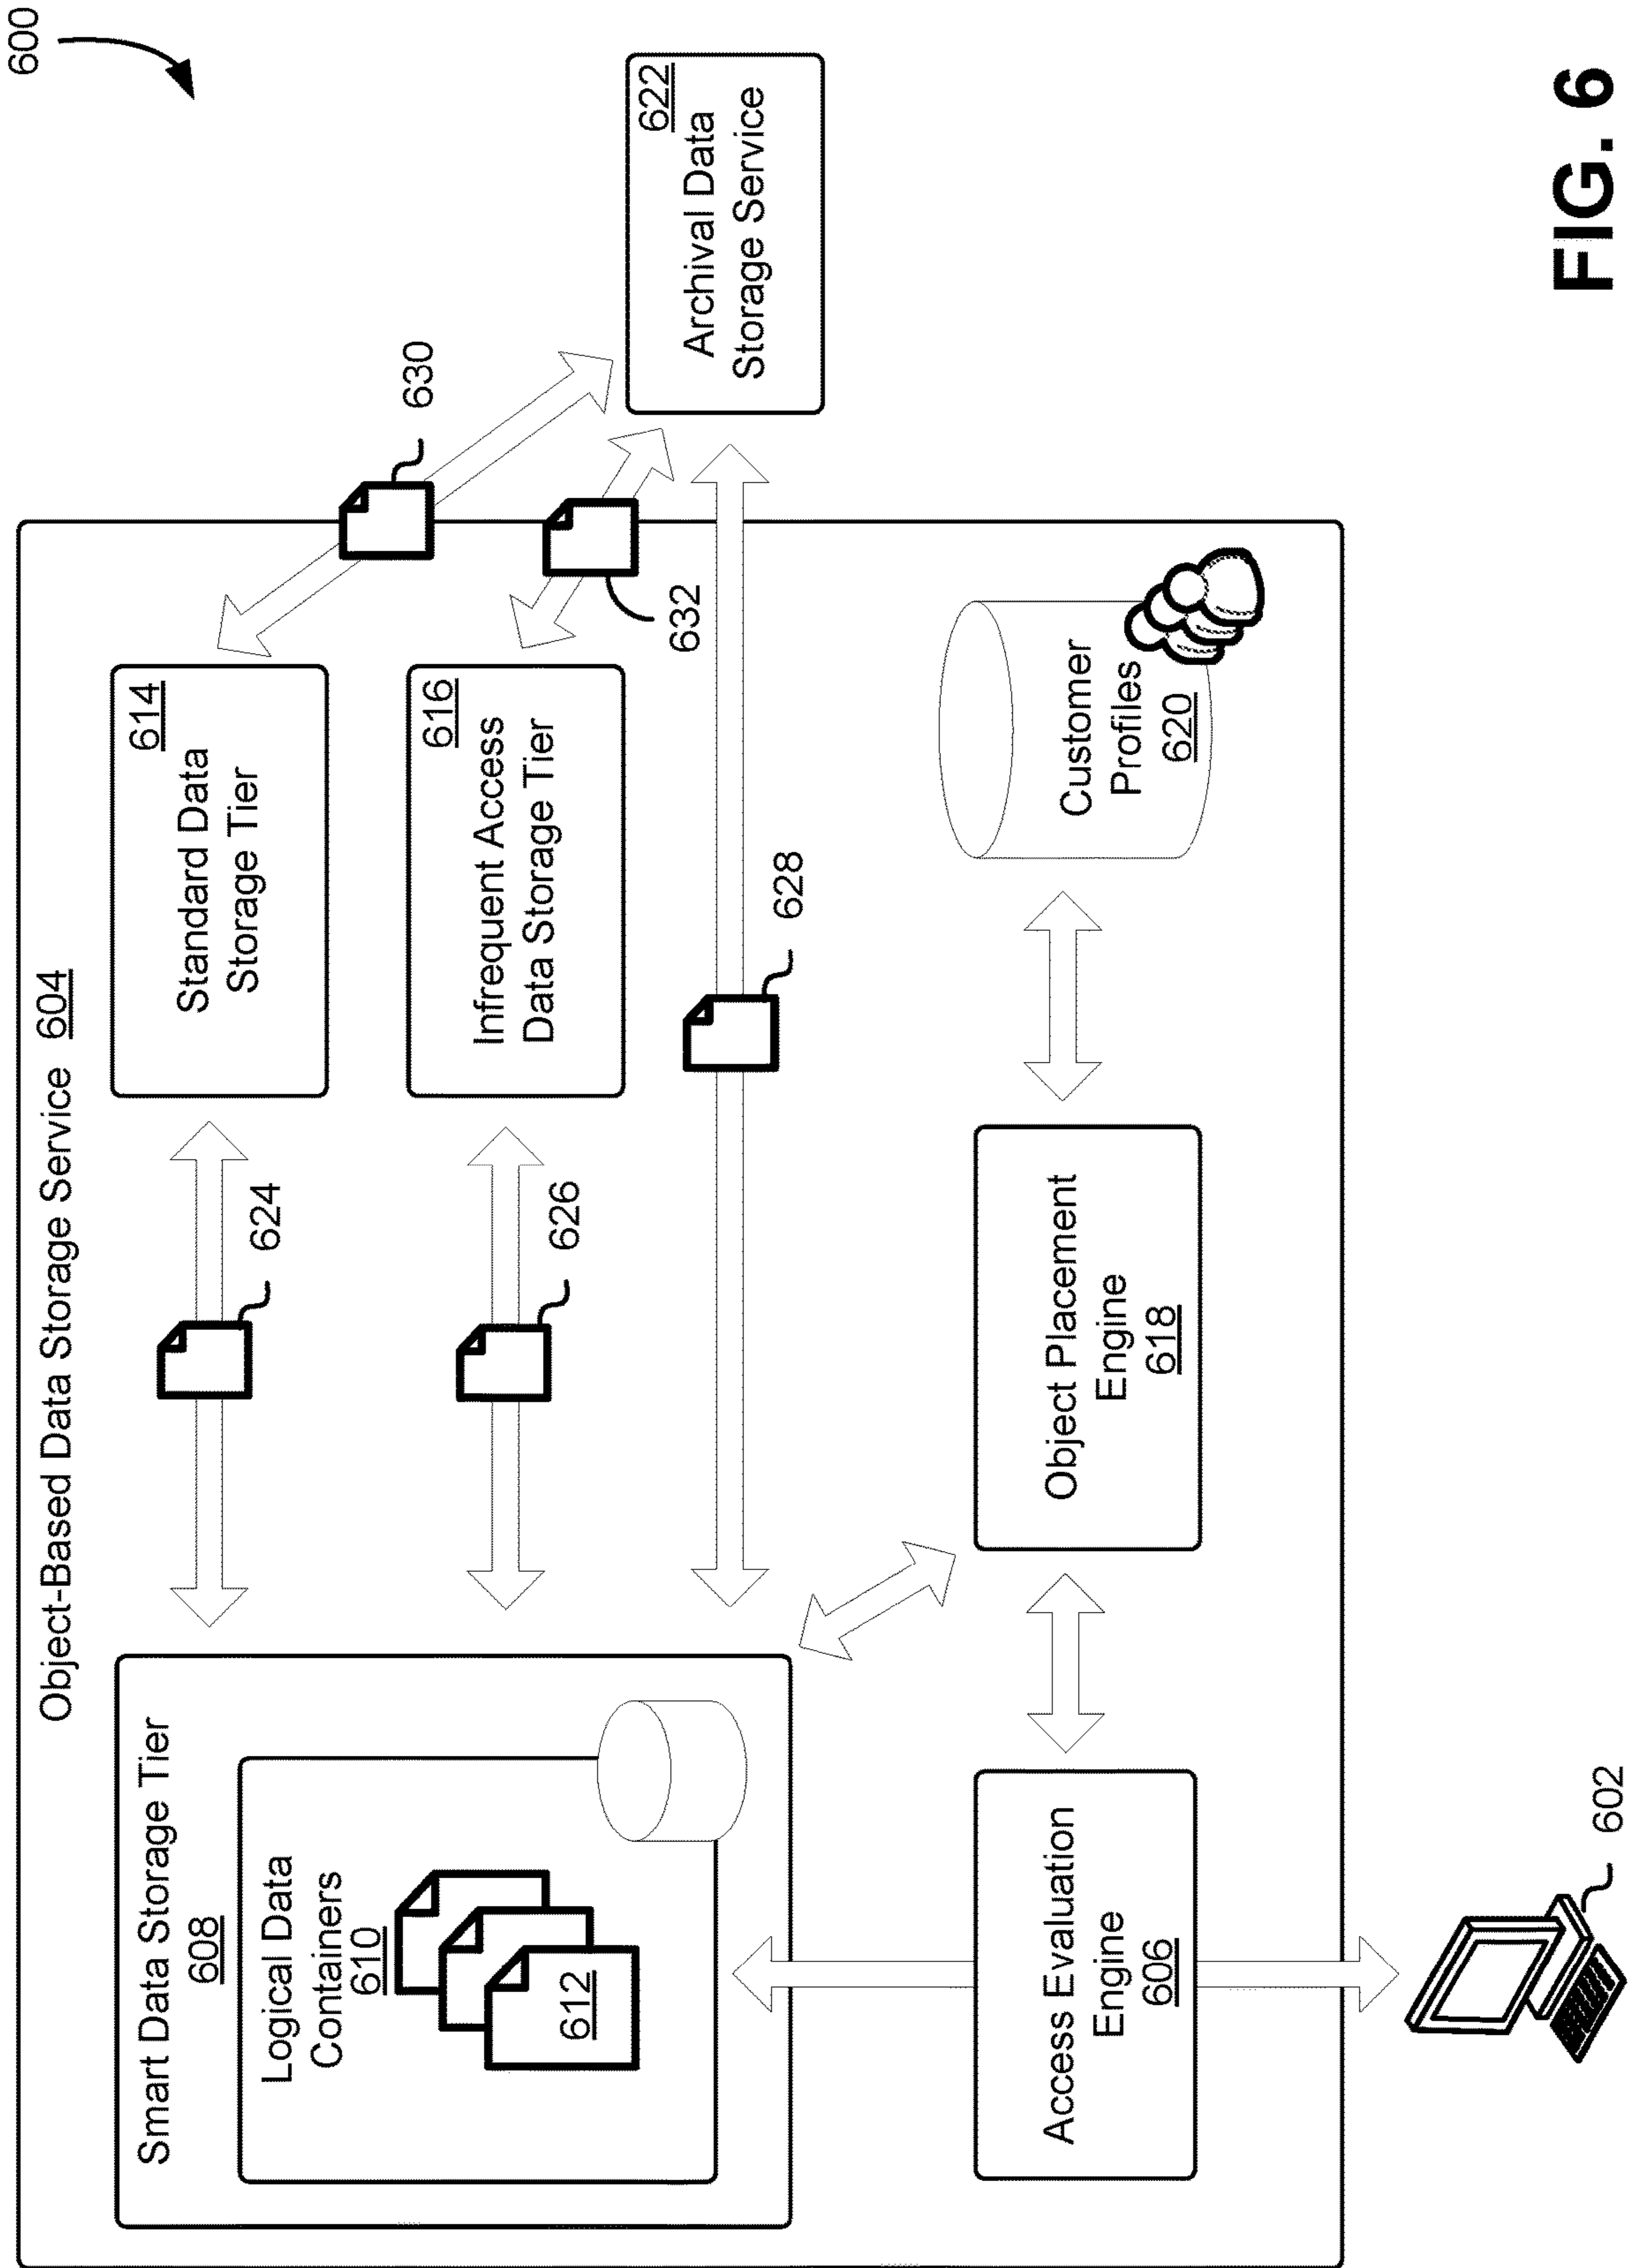 600
Object-Based Data Storage Service 604
Smart Data Storage Tier
608
Logical Data
Containers
610
612
624
614
Standard Data
Storage Tier
630
626
616
Infrequent Access
Data Storage Tier
632
622
Archival Data
Storage Service
628
Access Evaluation
Engine
606
Object Placement
Engine
618
Customer
Profiles
620
602
FIG. 6